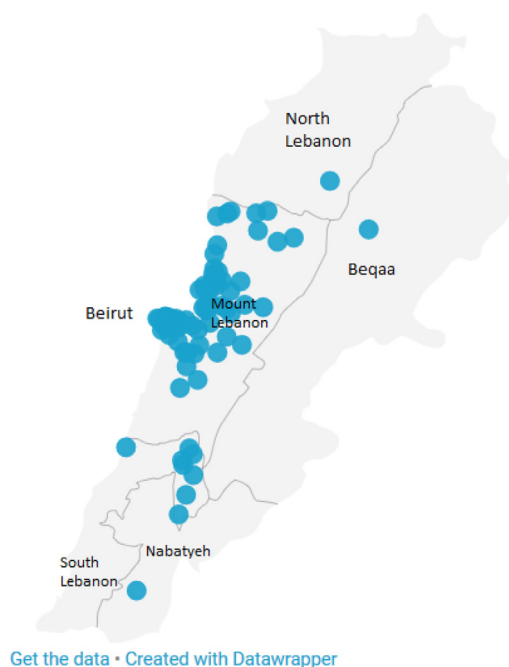 North
Lebanon
Beqaa
Beirut
Mount
Lebanon
Nabatyeh
South
Lebanon
Get the data • Created with Datawrapper